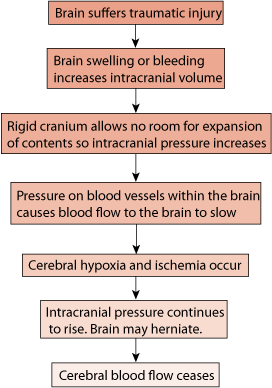 Brain suffers traumatic injury
Brain swelling or bleeding
increases intracranial volume
Rigid cranium allows no room for expansion
of contents so intracranial pressure increases
Pressure on blood vessels within the brain
causes blood flow to the brain to slow
Cerebral hypoxia and ischemia occur
Intracranial pressure continues
to rise. Brain may herniate.
Cerebral blood flow ceases